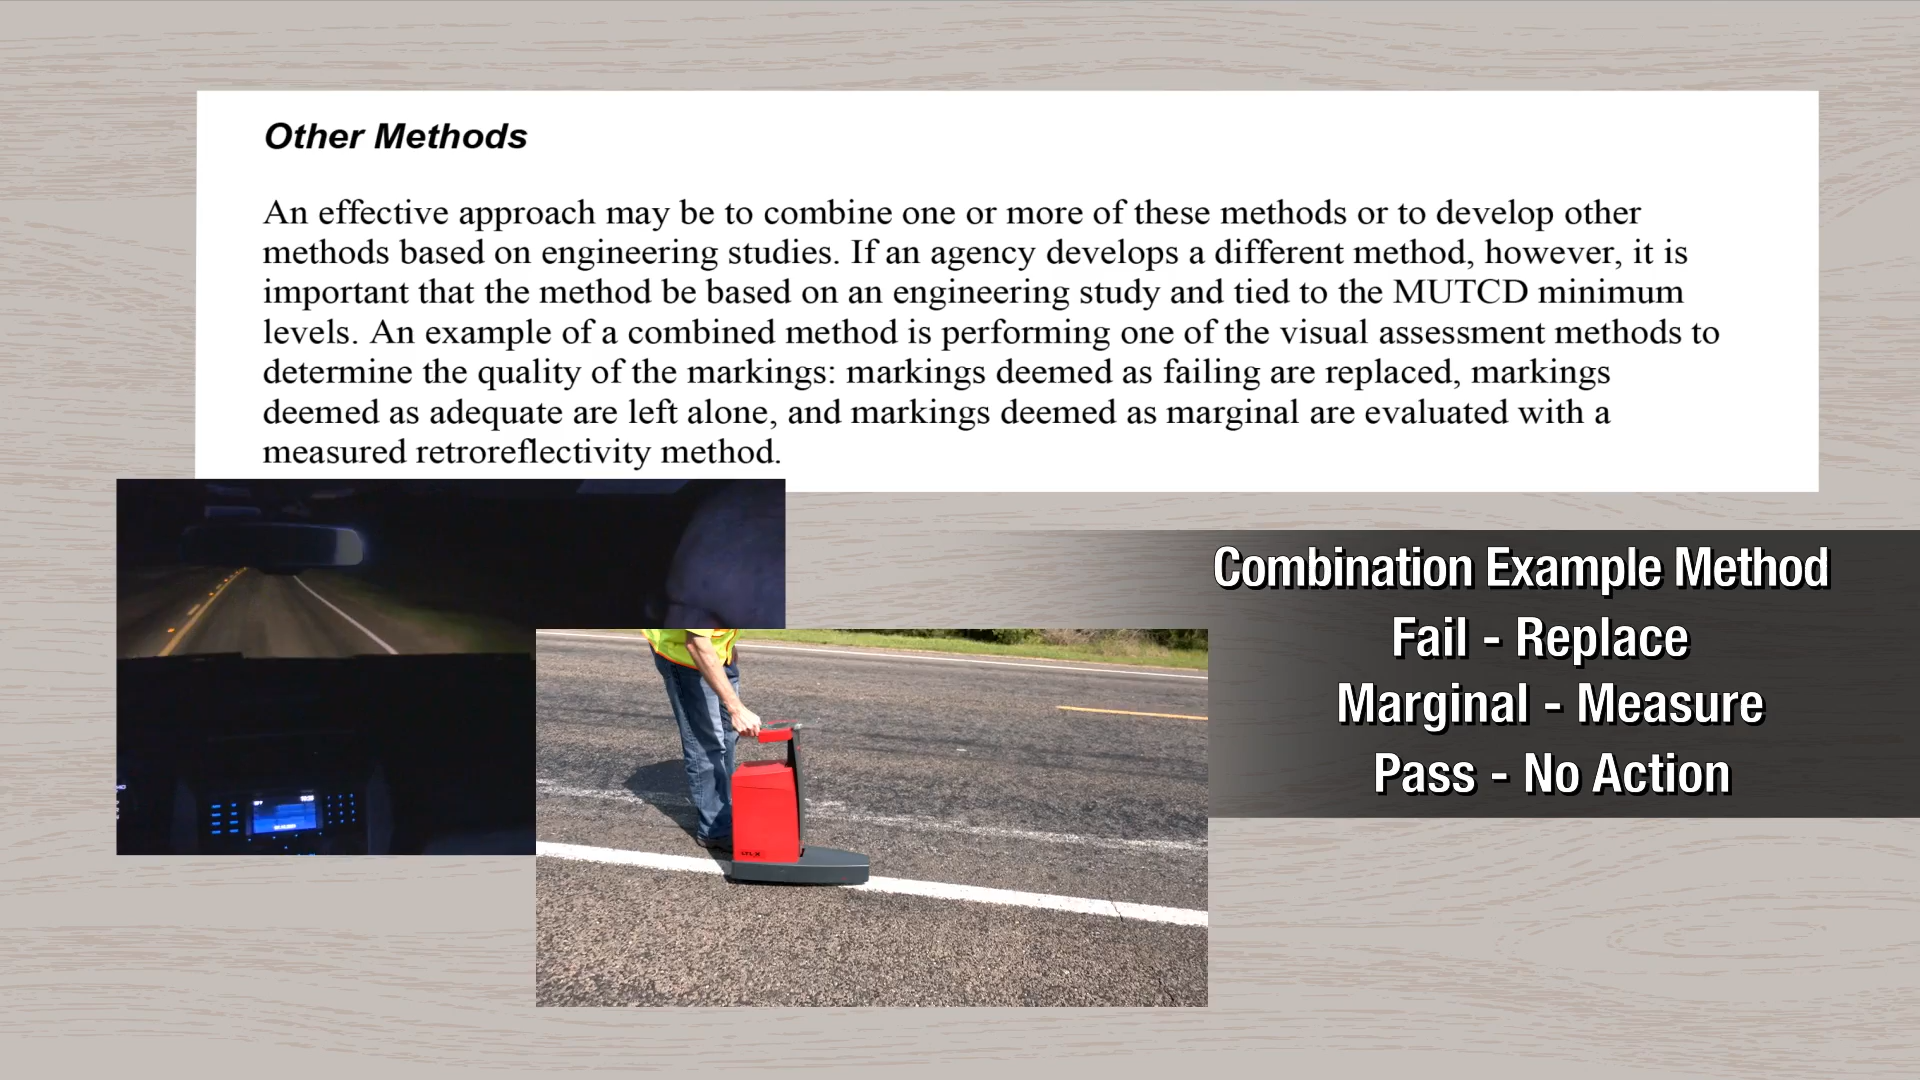 Other Methods
An effective approach may be to combine one or more of these methods or to develop other
methods based on engineering studies. If an agency develops a different method, however, it is
important that the method be based on an engineering study and tied to the MUTCD minimum
levels. An example of a combined method is performing one of the visual assessment methods to
determine the quality of the markings: markings deemed as failing are replaced, markings
deemed as adequate are left alone, and markings deemed as marginal are evaluated with a
measured retroreflectivity method.
Combination Example Method
Fail - Replace
Marginal - Measure
Pass - No Action